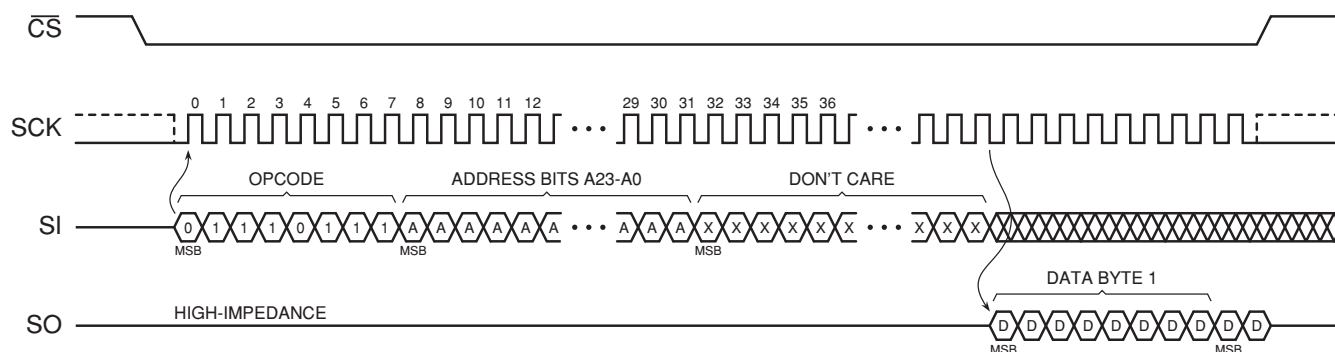 CS
0 1 2 3 4 5 6 7 8 9 10 11 12 29 30 31 32 33 34 35 36
SCK
OPCODE ADDRESS BITS A23-A0 DON'T CARE
SI 0 1 1 1 0 1 1 1 A A A A A A ••• A A A X X X X X X ••• X X X
MSB MSB MSB
DATA BYTE 1
HIGH-IMPEDANCE
SO D D D D D D D D D D
MSB MSB